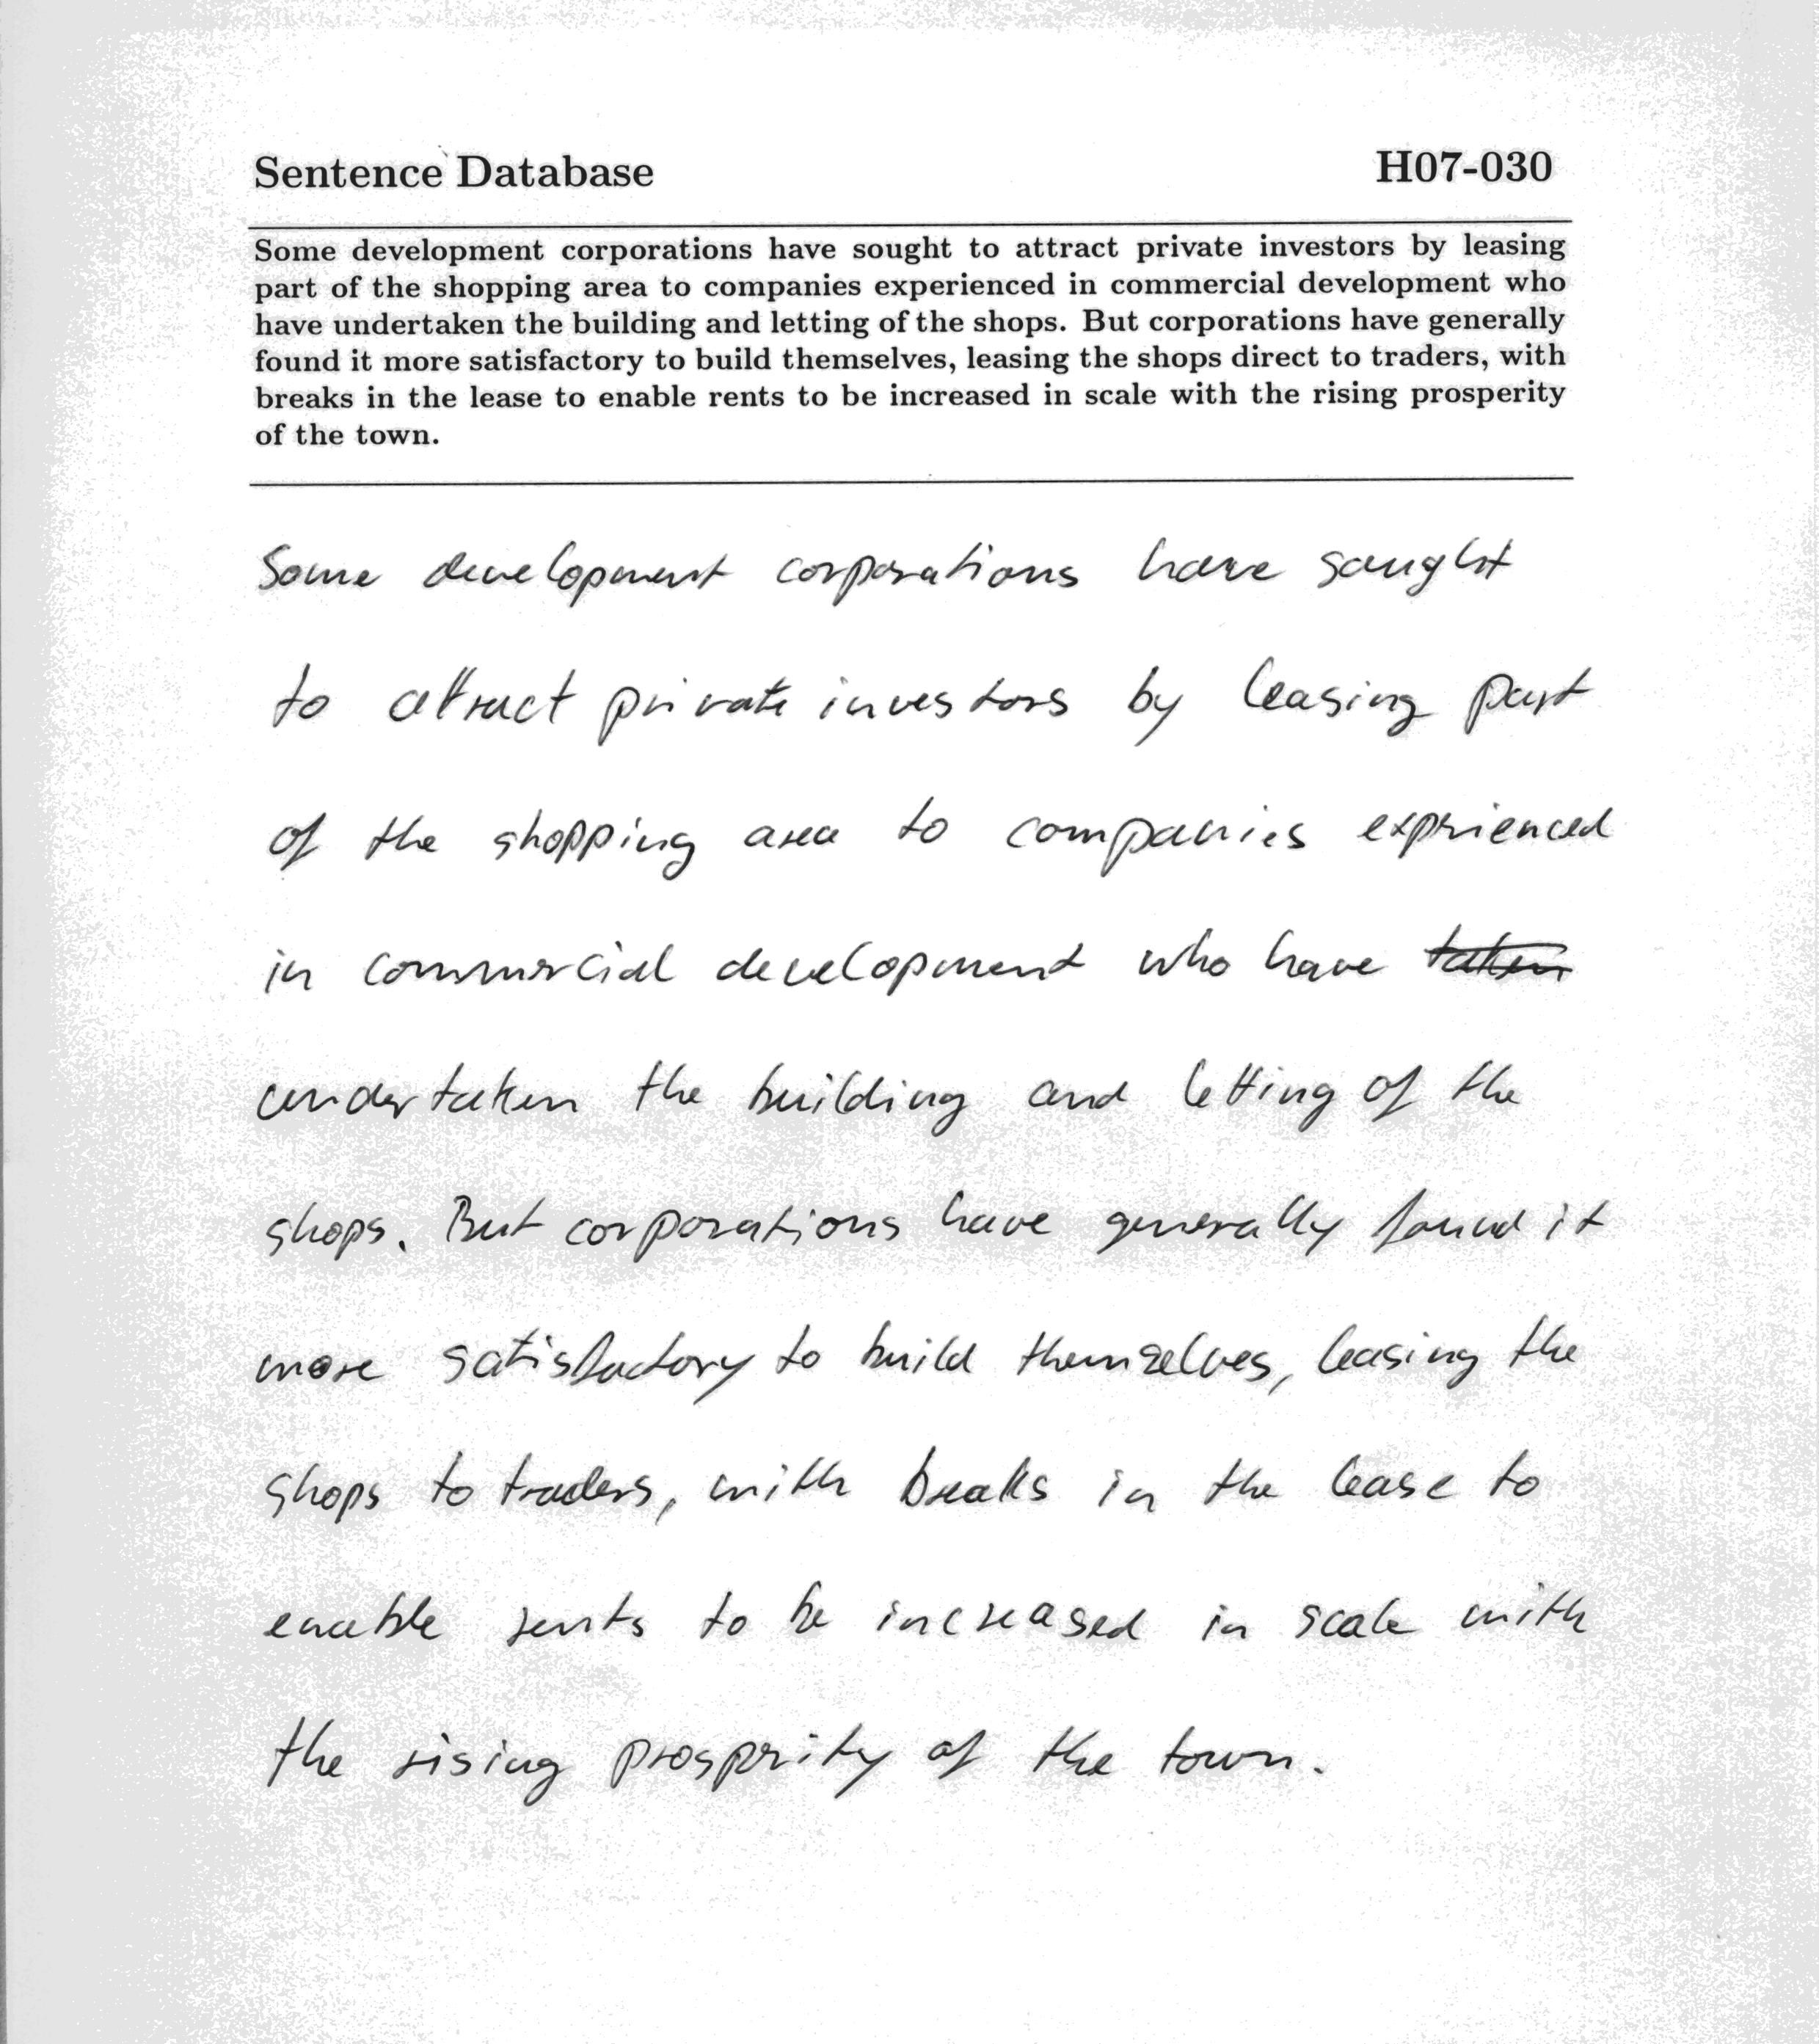 Sentence Database H07-030
Some development corporations have sought to attract private investors by leasing
part of the shopping area to companies experienced in commercial development who
have undertaken the building and letting of the shops. But corporations have generally
found it more satisfactory to build themselves, leasing the shops direct to traders, with
breaks in the lease to enable rents to be increased in scale with the rising prosperity
of the town.
Some development corporations have sought
to attract private investors by leasing part
of the shopping area to companies exprienced
in commercial development who have taken
undertaken the building and letting of the
shops. But corporations have generally found it
more satisfactory to build themselves, leasing the
shops to traders, with breaks in the lease to
enable rents to be increased in scale with
the rising prosprity of the town.